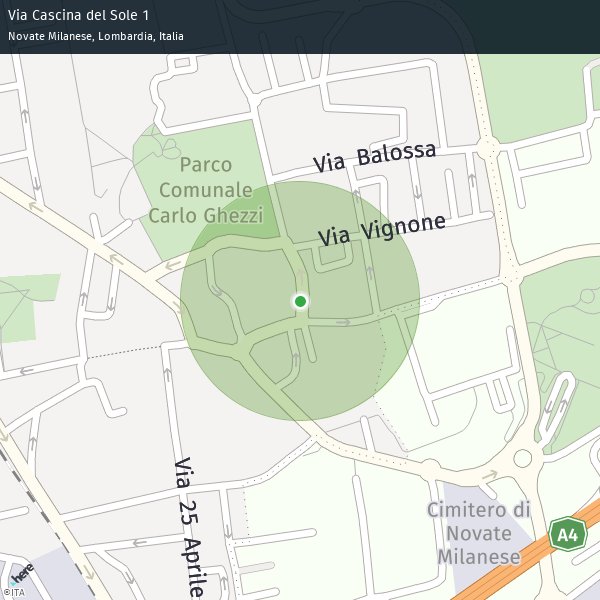 Via Cascina del Sole 1
Novate Milanese, Lombardia, Italia
Via Balossa
Parco
Comunale
Carlo Ghezzi
Via Vignone
Via 25 Aprile
Cimitero di
Novate
Milanese
A4
here
©ITA